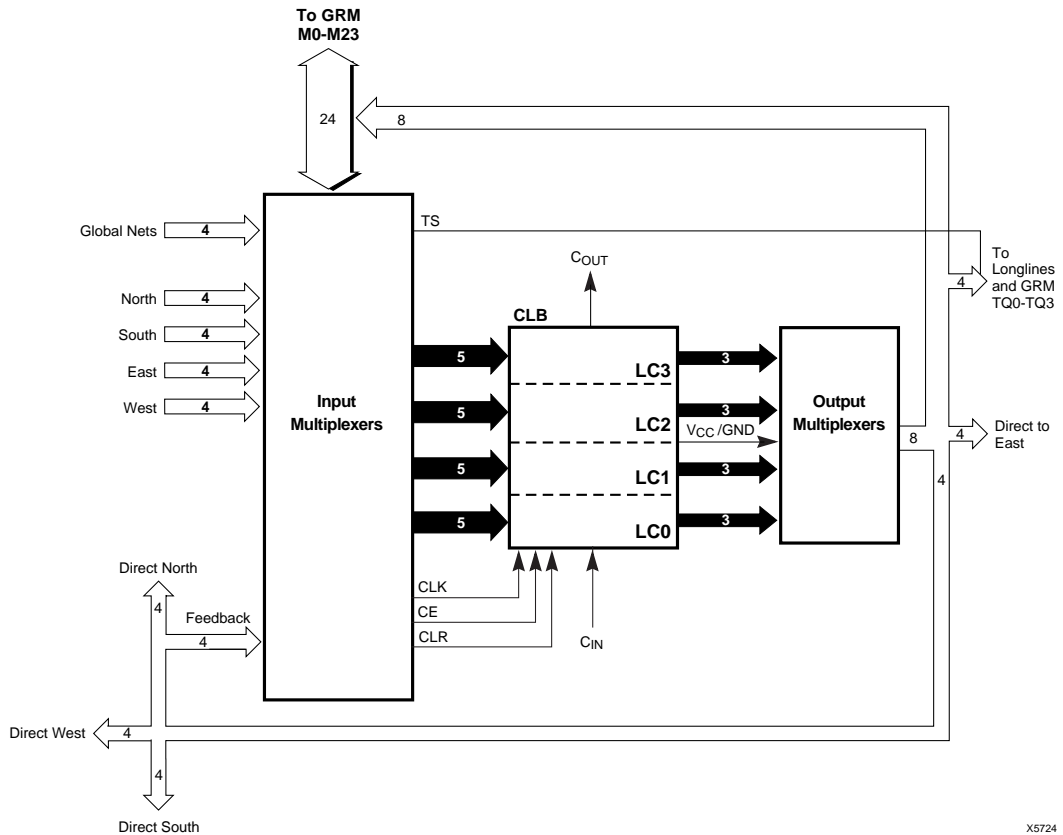 To GRM
M0-M23
24
8
Global Nets
4
TS
North
4
South
4
East
4
West
4
Input
Multiplexers
COUT
CLB
5
5
5
5
LC3
LC2
LC1
LC0
3
3
VCC /GND
3
3
Output
Multiplexers
8
4
To
Longlines
and GRM
TQ0-TQ3
4
Direct to
East
4
CLK
CE
CLR
CIN
Direct North
4
Feedback
4
Direct West
4
4
Direct South
X5724